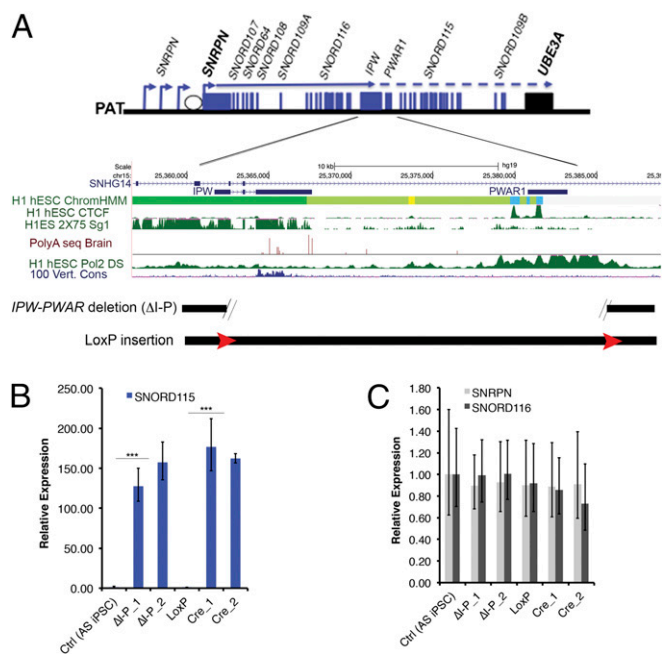 A
SNRPN
SNRPN
SNORD107
SNORD64
SNORD108
SNORD109A
SNORD116
IPW
PWAR1
SNORD115
SNORD109B
UBE3A
PAT
Scale
10 kb
hg19
chr15:
25,360,000
25,365,000
25,370,000
25,375,000
25,380,000
25,385,000
SNHG14
IPW
PWAR1
H1 hESC ChromHMM
H1 hESC CTCF
H1ES 2X75 Sg1
PolyA seq Brain
H1 hESC Pol2 DS
100 Vert. Cons
IPW-PWAR deletion (ΔI-P)
LoxP insertion
B
250.00
200.00
150.00
100.00
50.00
0.00
Relative Expression
SNORD115
***
***
Ctrl (AS iPSC)
ΔI-P_1
ΔI-P_2
LoxP
Cre_1
Cre_2
C
1.80
1.60
1.40
1.20
1.00
0.80
0.60
0.40
0.20
0.00
Relative Expression
SNRPN
SNORD116
Ctrl (AS iPSC)
ΔI-P_1
ΔI-P_2
LoxP
Cre_1
Cre_2